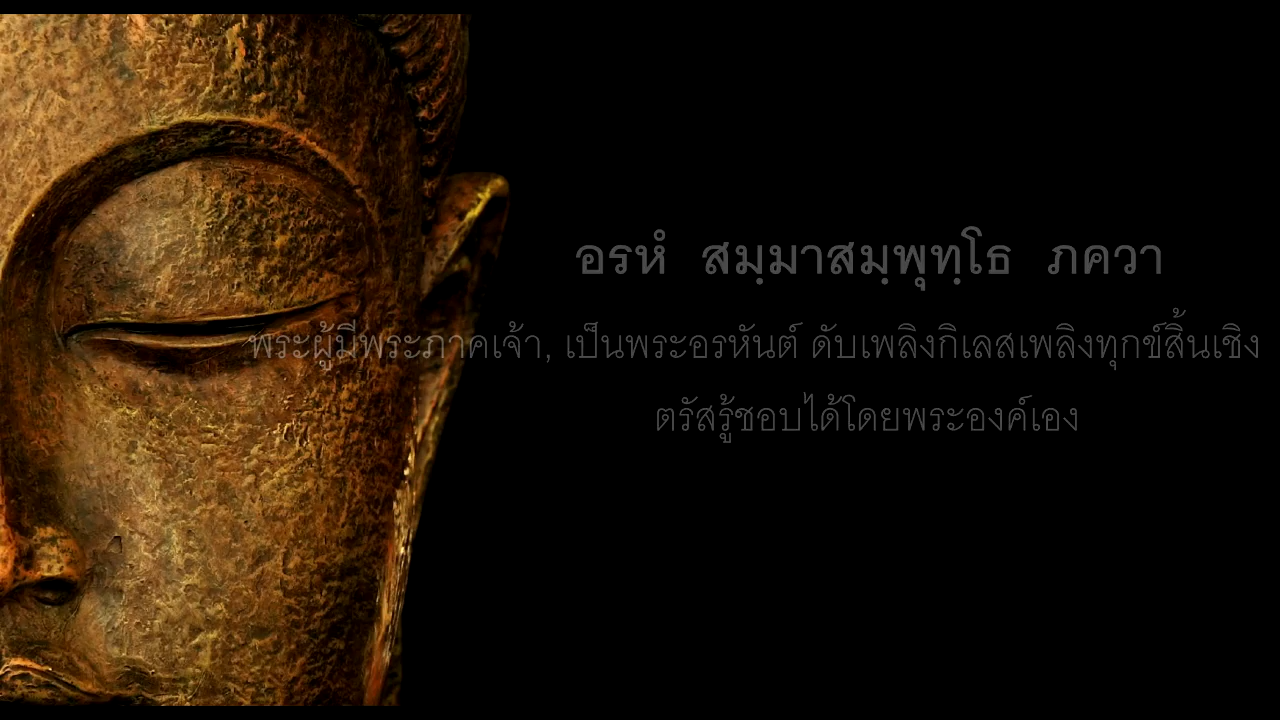 อรหํ สมฺมาสมฺพุทฺโธ ภควา
พระผู้มีพระภาคเจ้า, เป็นพระอรหันต์ ดับเพลิงกิเลสเพลิงทุกข์สิ้นเชิง
ตรัสรู้ชอบได้โดยพระองค์เอง